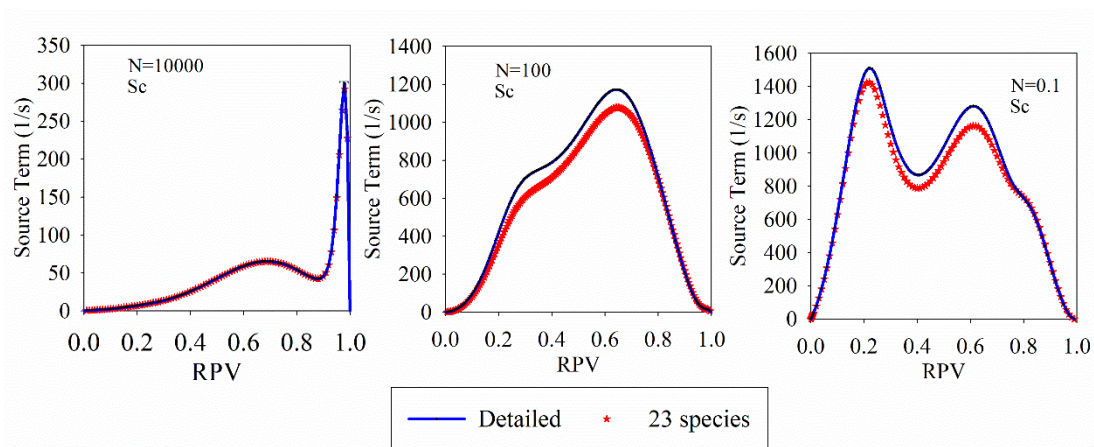 N=10000
Sc
Source Term (1/s)
350
300
250
200
150
100
50
0
0.0 0.2 0.4 0.6 0.8 1.0
RPV
N=100
Sc
Source Term (1/s)
1400
1200
1000
800
600
400
200
0
0.0 0.2 0.4 0.6 0.8 1.0
RPV
N=0.1
Sc
Source Term (1/s)
1600
1400
1200
1000
800
600
400
200
0
0.0 0.2 0.4 0.6 0.8 1.0
RPV
Detailed 23 species